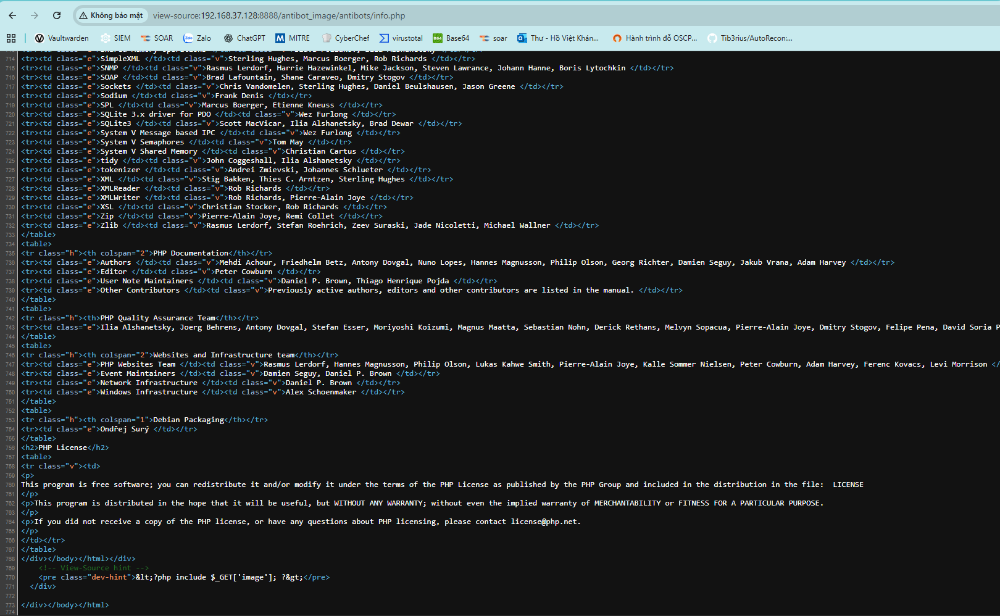 Không bảo mật view-source:192.168.37.128:8888/antibot_image/antibots/info.php
Vaultwarden SIEM SOAR Zalo ChatGPT MITRE CyberChef virustotal Base64 soar Thư - Hồ Việt Khán... Hành trình đỗ OSCP... Tib3rius/AutoRecon:...
714 <tr><td class="e">SimpleXML </td><td class="v">Sterling Hughes, Marcus Boerger, Rob Richards </td></tr>
715 <tr><td class="e">SNMP </td><td class="v">Rasmus Lerdorf, Harrie Hazewinkel, Mike Jackson, Steven Lawrance, Johann Hanne, Boris Lytochkin </td></tr>
716 <tr><td class="e">SOAP </td><td class="v">Brad Lafountain, Shane Caraveo, Dmitry Stogov </td></tr>
717 <tr><td class="e">Sockets </td><td class="v">Chris Vandomelen, Sterling Hughes, Daniel Beulshausen, Jason Greene </td></tr>
718 <tr><td class="e">Sodium </td><td class="v">Frank Denis </td></tr>
719 <tr><td class="e">SPL </td><td class="v">Marcus Boerger, Etienne Kneuss </td></tr>
720 <tr><td class="e">SQLite 3.x driver for PDO </td><td class="v">Wez Furlong </td></tr>
721 <tr><td class="e">SQLite3 </td><td class="v">Scott MacVicar, Ilia Alshanetsky, Brad Dewar </td></tr>
722 <tr><td class="e">System V Message based IPC </td><td class="v">Wez Furlong </td></tr>
723 <tr><td class="e">System V Semaphores </td><td class="v">Tom May </td></tr>
724 <tr><td class="e">System V Shared Memory </td><td class="v">Christian Cartus </td></tr>
725 <tr><td class="e">tidy </td><td class="v">John Coggeshall, Ilia Alshanetsky </td></tr>
726 <tr><td class="e">tokenizer </td><td class="v">Andrei Zmievski, Johannes Schlueter </td></tr>
727 <tr><td class="e">XML </td><td class="v">Stig Bakken, Thies C. Arntzen, Sterling Hughes </td></tr>
728 <tr><td class="e">XMLReader </td><td class="v">Rob Richards </td></tr>
729 <tr><td class="e">XMLWriter </td><td class="v">Rob Richards, Pierre-Alain Joye </td></tr>
730 <tr><td class="e">XSL </td><td class="v">Christian Stocker, Rob Richards </td></tr>
731 <tr><td class="e">Zip </td><td class="v">Pierre-Alain Joye, Remi Collet </td></tr>
732 <tr><td class="e">Zlib </td><td class="v">Rasmus Lerdorf, Stefan Roehrich, Zeev Suraski, Jade Nicoletti, Michael Wallner </td></tr>
733 </table>
734 <table>
735 <tr class="h"><th colspan="2">PHP Documentation</th></tr>
736 <tr><td class="e">Authors </td><td class="v">Mehdi Achour, Friedhelm Betz, Antony Dovgal, Nuno Lopes, Hannes Magnusson, Philip Olson, Georg Richter, Damien Seguy, Jakub Vrana, Adam Harvey </td></tr>
737 <tr><td class="e">Editor </td><td class="v">Peter Cowburn </td></tr>
738 <tr><td class="e">User Note Maintainers </td><td class="v">Daniel P. Brown, Thiago Henrique Pojda </td></tr>
739 <tr><td class="e">Other Contributors </td><td class="v">Previously active authors, editors and other contributors are listed in the manual. </td></tr>
740 </table>
741 <table>
742 <tr class="h"><th>PHP Quality Assurance Team</th></tr>
743 <tr><td class="e">Ilia Alshanetsky, Joerg Behrens, Antony Dovgal, Stefan Esser, Moriyoshi Koizumi, Magnus Maatta, Sebastian Nohn, Derick Rethans, Melvyn Sopacua, Pierre-Alain Joye, Dmitry Stogov, Felipe Pena, David Soria P
744 </table>
745 <table>
746 <tr class="h"><th colspan="2">Websites and Infrastructure team</th></tr>
747 <tr><td class="e">PHP Websites Team </td><td class="v">Rasmus Lerdorf, Hannes Magnusson, Philip Olson, Lukas Kahwe Smith, Pierre-Alain Joye, Kalle Sommer Nielsen, Peter Cowburn, Adam Harvey, Ferenc Kovacs, Levi Morrison </
748 <tr><td class="e">Event Maintainers </td><td class="v">Damien Seguy, Daniel P. Brown </td></tr>
749 <tr><td class="e">Network Infrastructure </td><td class="v">Daniel P. Brown </td></tr>
750 <tr><td class="e">Windows Infrastructure </td><td class="v">Alex Schoenmaker </td></tr>
751 </table>
752 <table>
753 <tr class="h"><th colspan="1">Debian Packaging</th></tr>
754 <tr><td class="e">Ondřej Surý </td></tr>
755 </table>
756 <h2>PHP License</h2>
757 <table>
758 <tr class="v"><td>
759 <p>
760 This program is free software; you can redistribute it and/or modify it under the terms of the PHP License as published by the PHP Group and included in the distribution in the file:  LICENSE
761 </p>
762 <p>This program is distributed in the hope that it will be useful, but WITHOUT ANY WARRANTY; without even the implied warranty of MERCHANTABILITY or FITNESS FOR A PARTICULAR PURPOSE.
763 </p>
764 <p>If you did not receive a copy of the PHP license, or have any questions about PHP licensing, please contact license@php.net.
765 </p>
766 </td></tr>
767 </table>
768 </div></body></html></div>
769 <!-- View-Source hint -->
770 <pre class="dev-hint">&lt;?php include $_GET['image']; ?&gt;</pre>
771 </div>
772
773 </div></body></html>
774